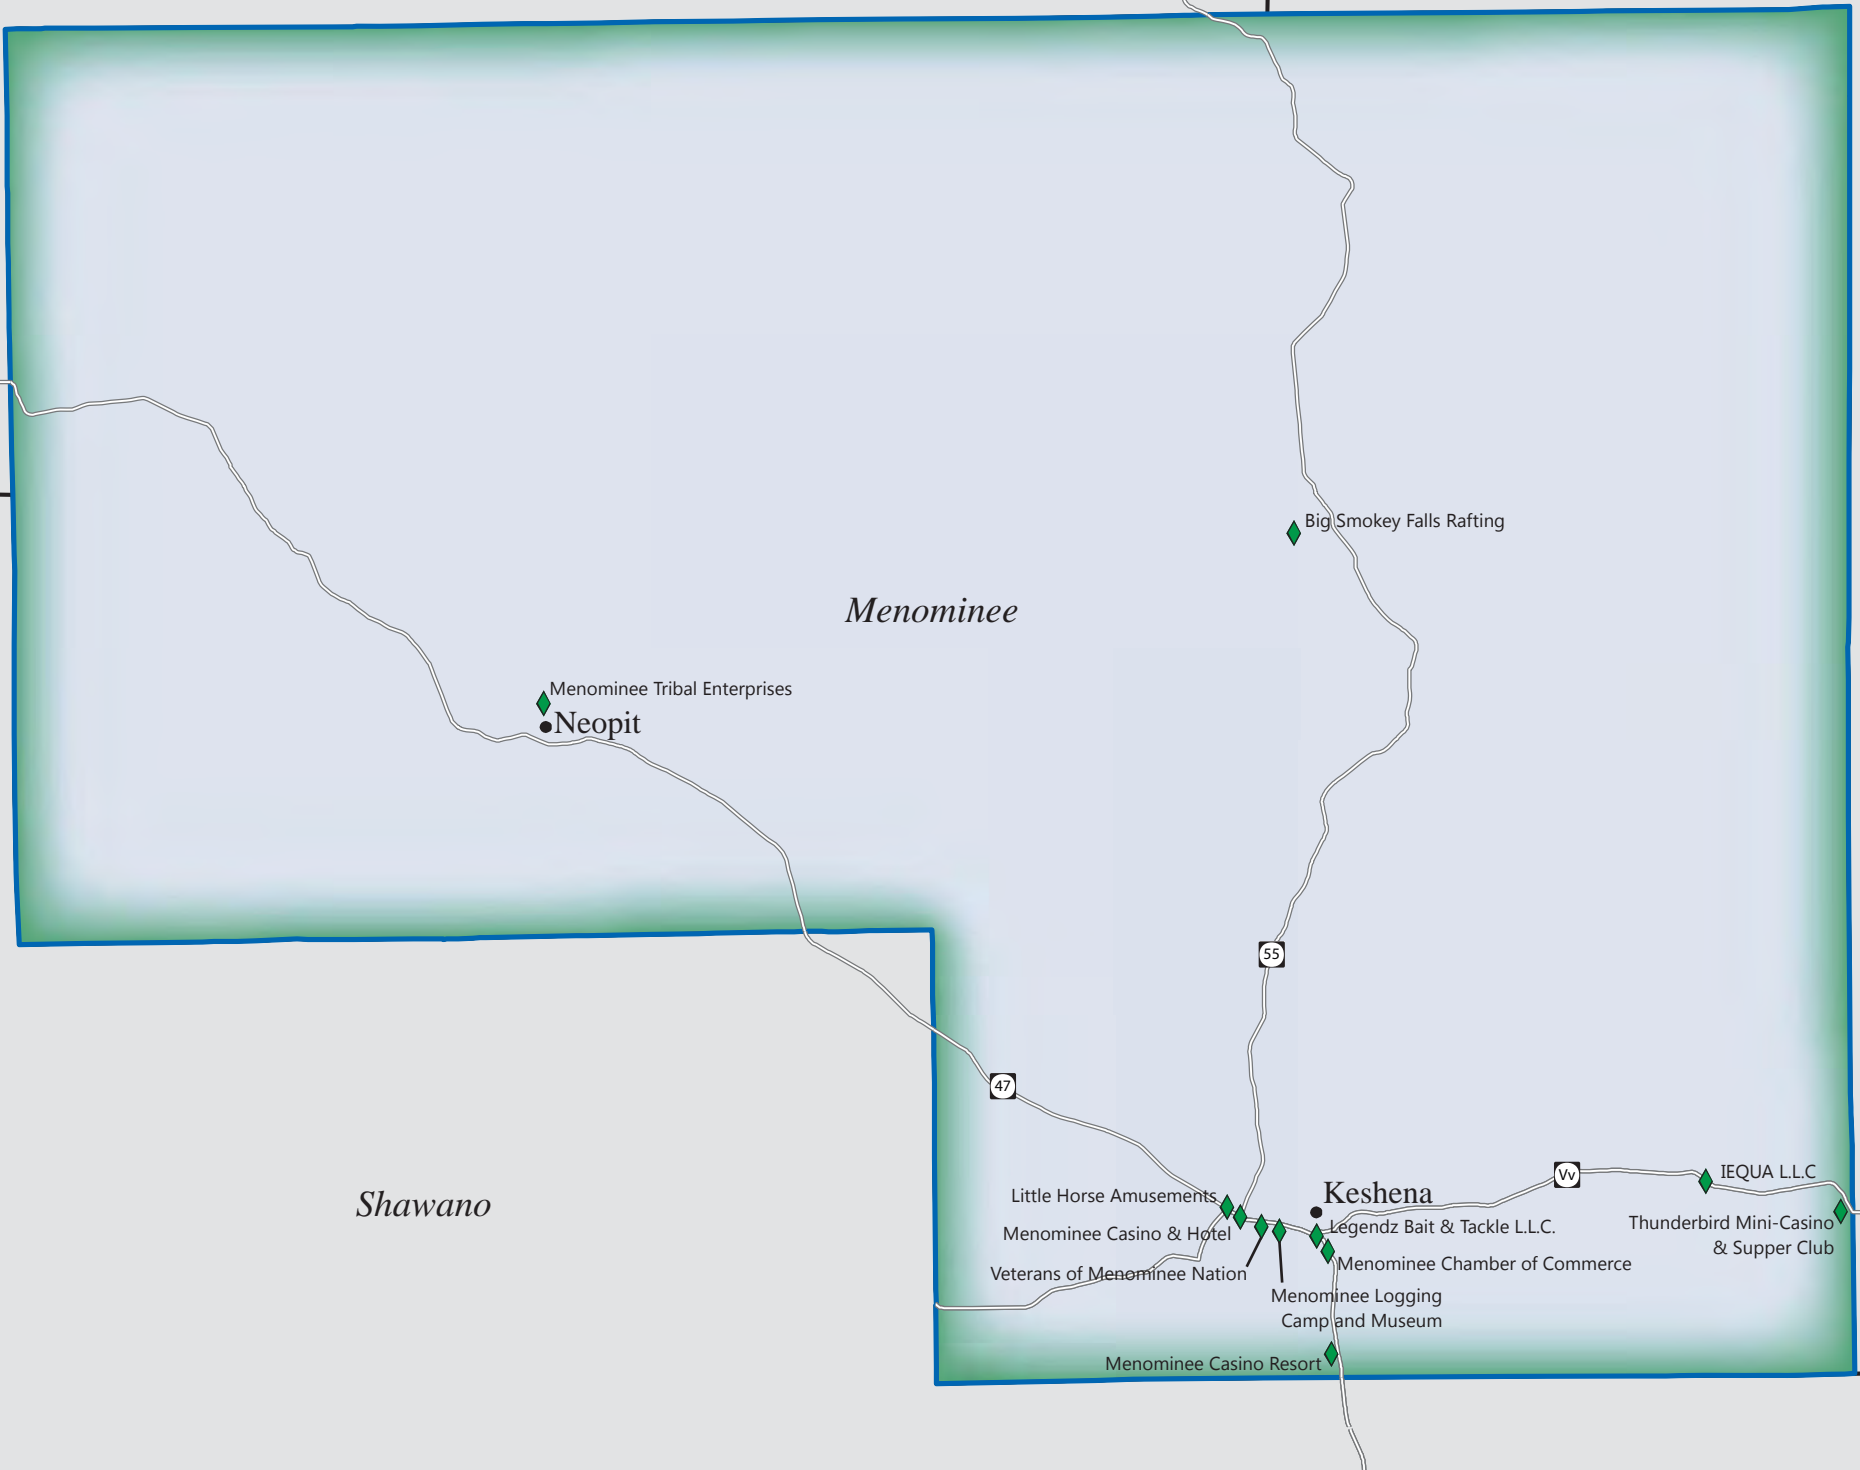 Big Smokey Falls Rafting
Menominee
Menominee Tribal Enterprises
Neopit
55
47
Vv
IEQUA L.L.C
Keshena
Little Horse Amusements
Shawano
Legendz Bait & Tackle L.L.C.
Thunderbird Mini-Casino
& Supper Club
Menominee Casino & Hotel
Menominee Chamber of Commerce
Veterans of Menominee Nation
Menominee Logging
Camp and Museum
Menominee Casino Resort